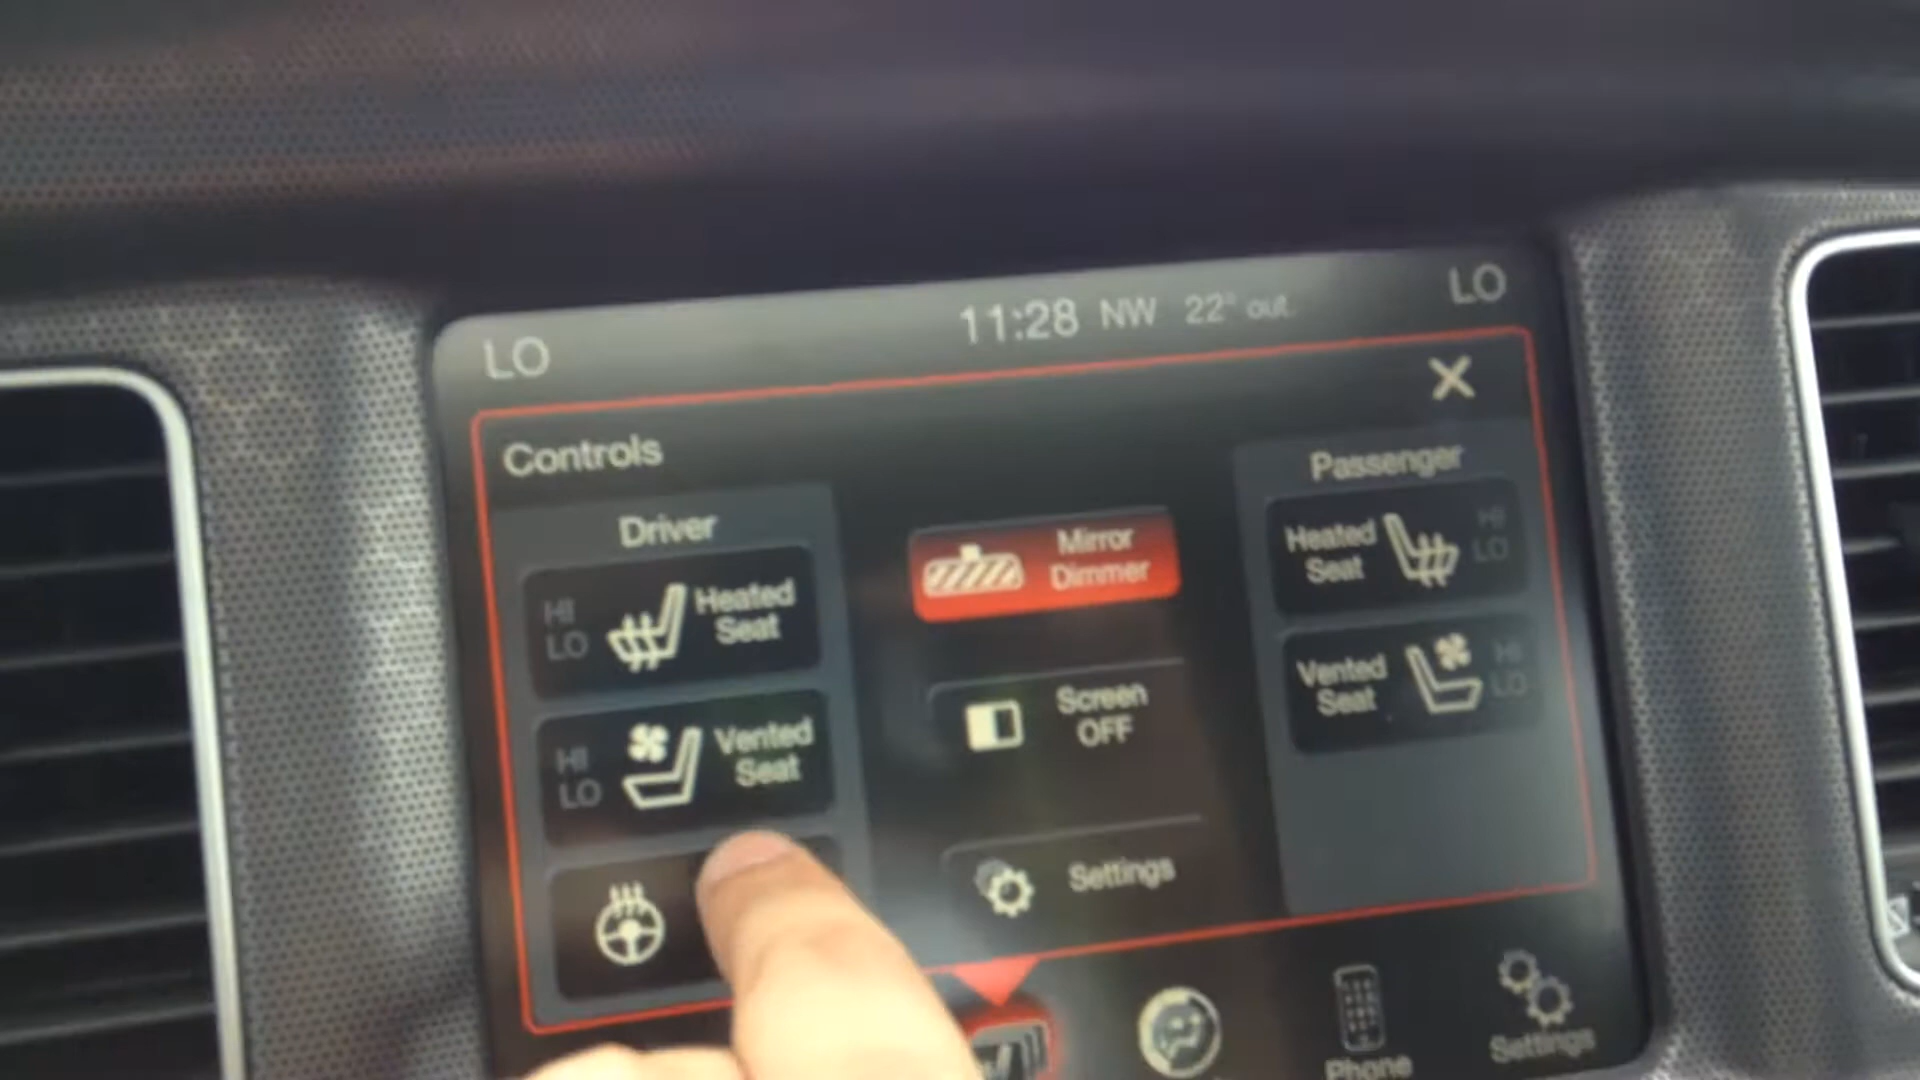 LO
11:28 NW 22° out
LO
Controls
Driver
HI
LO
Heated
Seat
HI
LO
Vented
Seat
Mirror
Dimmer
Screen
OFF
Settings
Passenger
Heated
Seat
HI
LO
Vented
Seat
HI
LO
Phone
Settings